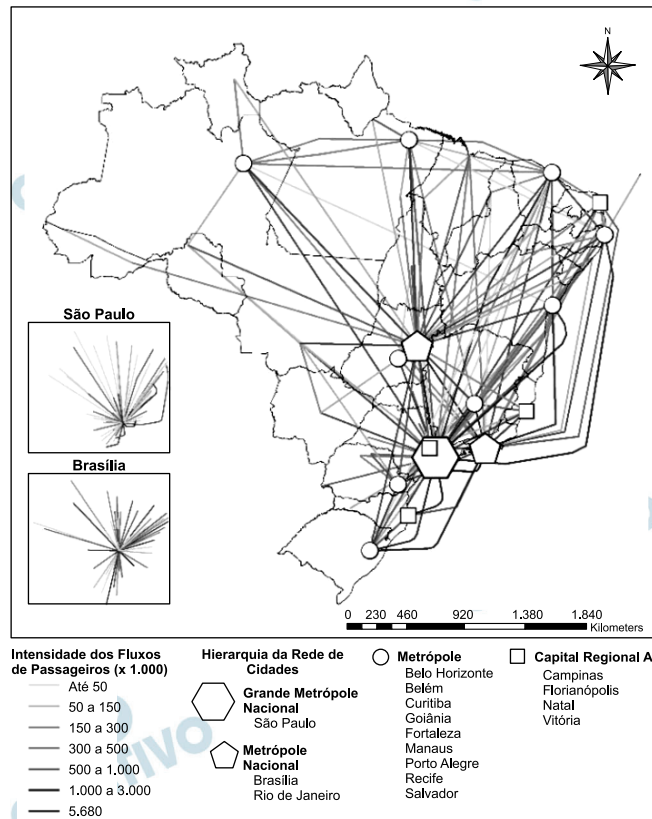 N
São Paulo
Brasília
0 230 460 920 1.380 1.840
Kilometers
Intensidade dos Fluxos
de Passageiros (x 1.000)
Até 50
50 a 150
150 a 300
300 a 500
500 a 1.000
1.000 a 3.000
5.680
Hierarquia da Rede de
Cidades
Grande Metrópole
Nacional
São Paulo
Metrópole
Nacional
Brasília
Rio de Janeiro
Metrópole
Belo Horizonte
Belém
Curitiba
Goiânia
Fortaleza
Manaus
Porto Alegre
Recife
Salvador
Capital Regional A
Campinas
Florianópolis
Natal
Vitória